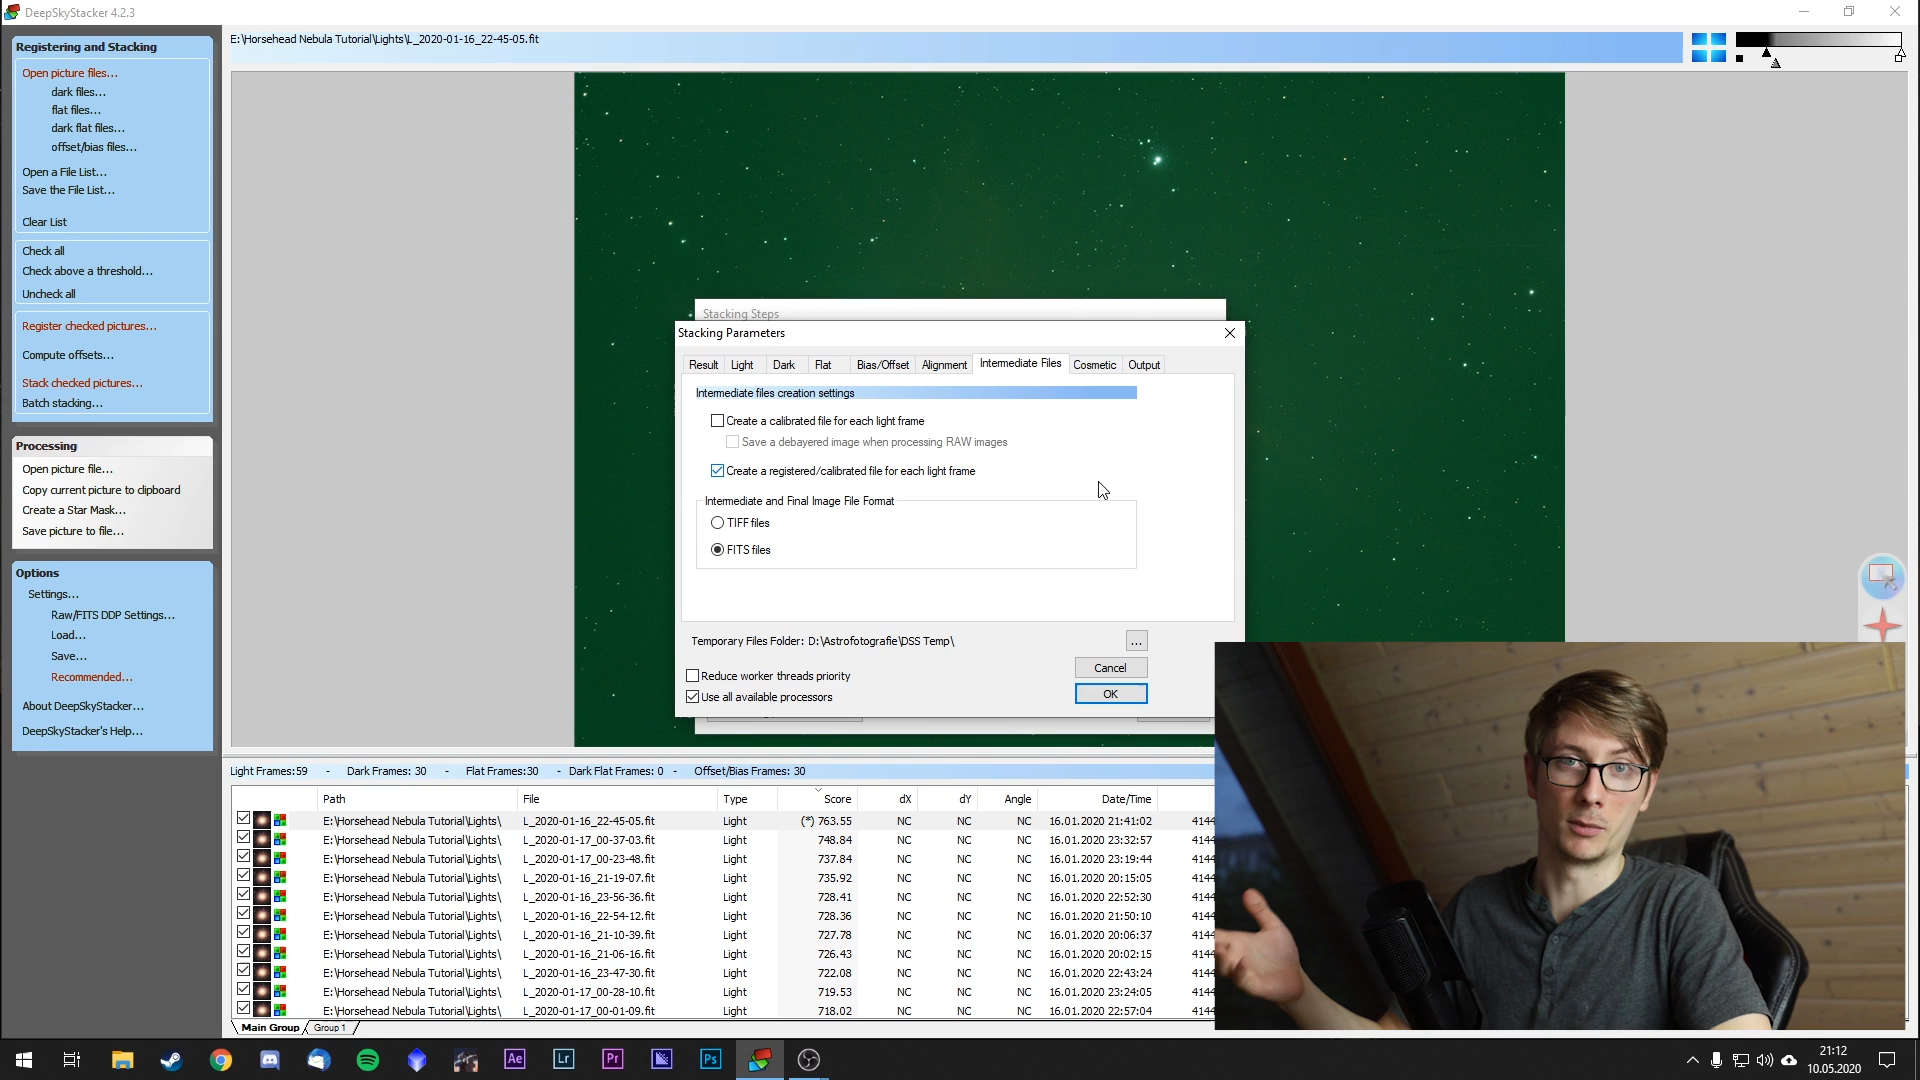 DeepSkyStacker 4.2.3
Registering and Stacking
Open picture files...
dark files...
flat files...
dark flat files...
offset/bias files...
Open a File List...
Save the File List...
Clear List
Check all
Check above a threshold...
Uncheck all
Register checked pictures...
Compute offsets...
Stack checked pictures...
Batch stacking...
Processing
Open picture file...
Copy current picture to clipboard
Create a Star Mask...
Save picture to file...
Options
Settings...
Raw/FITS DDP Settings...
Load...
Save...
Recommended...
About DeepSkyStacker...
DeepSkyStacker's Help...
E:\Horsehead Nebula Tutorial\Lights\L_2020-01-16_22-45-05.fit
Stacking Steps
Stacking Parameters
Result Light Dark Flat Bias/Offset Alignment Intermediate Files Cosmetic Output
Intermediate files creation settings
Create a calibrated file for each light frame
Save a debayered image when processing RAW images
Create a registered/calibrated file for each light frame
Intermediate and Final Image File Format
TIFF files
FITS files
Temporary Files Folder: D:\Astrofotografie\DSS Temp\ ...
Reduce worker threads priority
Use all available processors
Cancel
OK
Light Frames:59 - Dark Frames: 30 - Flat Frames:30 - Dark Flat Frames: 0 - Offset/Bias Frames: 30
Path File Type Score dX dY Angle Date/Time
E:\Horsehead Nebula Tutorial\Lights\ L_2020-01-16_22-45-05.fit Light (*) 763.55 NC NC NC 16.01.2020 21:41:02 4144
E:\Horsehead Nebula Tutorial\Lights\ L_2020-01-17_00-37-03.fit Light 748.84 NC NC NC 16.01.2020 23:32:57 4144
E:\Horsehead Nebula Tutorial\Lights\ L_2020-01-17_00-23-48.fit Light 737.84 NC NC NC 16.01.2020 23:19:44 4144
E:\Horsehead Nebula Tutorial\Lights\ L_2020-01-16_21-19-07.fit Light 735.92 NC NC NC 16.01.2020 20:15:05 4144
E:\Horsehead Nebula Tutorial\Lights\ L_2020-01-16_23-56-36.fit Light 728.41 NC NC NC 16.01.2020 22:52:30 4144
E:\Horsehead Nebula Tutorial\Lights\ L_2020-01-16_22-54-12.fit Light 728.36 NC NC NC 16.01.2020 21:50:10 4144
E:\Horsehead Nebula Tutorial\Lights\ L_2020-01-16_21-10-39.fit Light 727.78 NC NC NC 16.01.2020 20:06:37 4144
E:\Horsehead Nebula Tutorial\Lights\ L_2020-01-16_21-06-16.fit Light 726.43 NC NC NC 16.01.2020 20:02:15 4144
E:\Horsehead Nebula Tutorial\Lights\ L_2020-01-16_23-47-30.fit Light 722.08 NC NC NC 16.01.2020 22:43:24 4144
E:\Horsehead Nebula Tutorial\Lights\ L_2020-01-17_00-28-10.fit Light 719.53 NC NC NC 16.01.2020 23:24:05 4144
E:\Horsehead Nebula Tutorial\Lights\ L_2020-01-17_00-01-09.fit Light 718.02 NC NC NC 16.01.2020 22:57:04 4144
Main Group Group 1
Ae Lr Pr Ps
21:12
10.05.2020